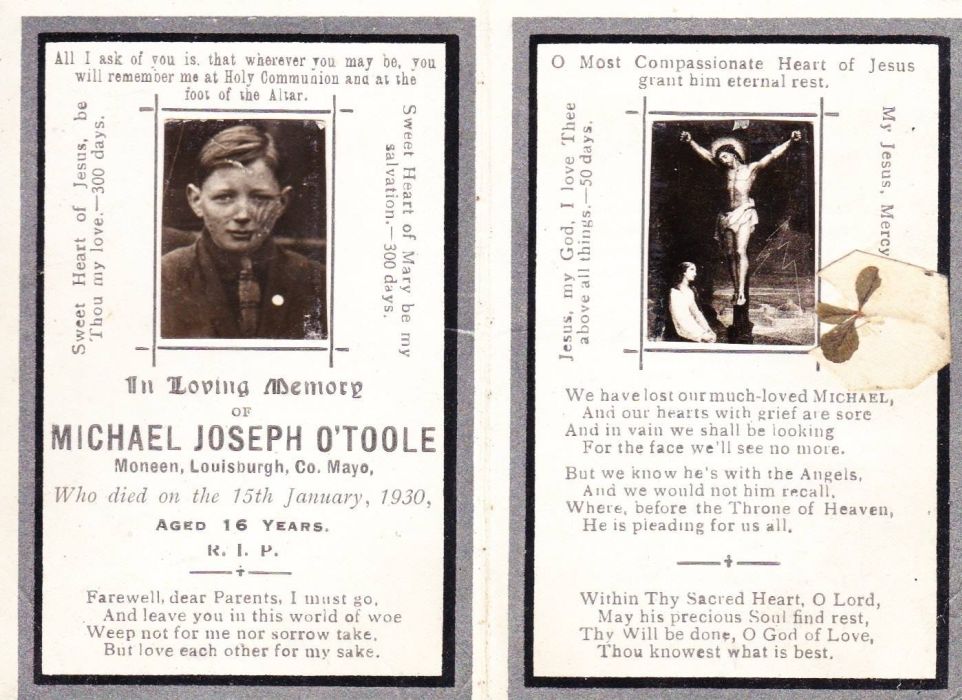 All I ask of you is, that wherever you may be, you
will remember me at Holy Communion and at the
foot of the Altar.
Sweet Heart of Jesus, be
Thou my love.—300 days.
Sweet Heart of Mary be my
salvation.—300 days.
In Loving Memory
OF
MICHAEL JOSEPH O'TOOLE
Moneen, Louisburgh, Co. Mayo,
Who died on the 15th January, 1930,
AGED 16 YEARS.
R. I. P.
Farewell, dear Parents, I must go,
And leave you in this world of woe
Weep not for me nor sorrow take,
But love each other for my sake.
O Most Compassionate Heart of Jesus
grant him eternal rest.
Jesus, my God, I love Thee
above all things.—50 days.
My Jesus, Mercy
We have lost our much-loved MICHAEL,
And our hearts with grief are sore
And in vain we shall be looking
For the face we'll see no more.
But we know he's with the Angels,
And we would not him recall,
Where, before the Throne of Heaven,
He is pleading for us all.
Within Thy Sacred Heart, O Lord,
May his precious Soul find rest,
Thy Will be done, O God of Love,
Thou knowest what is best.